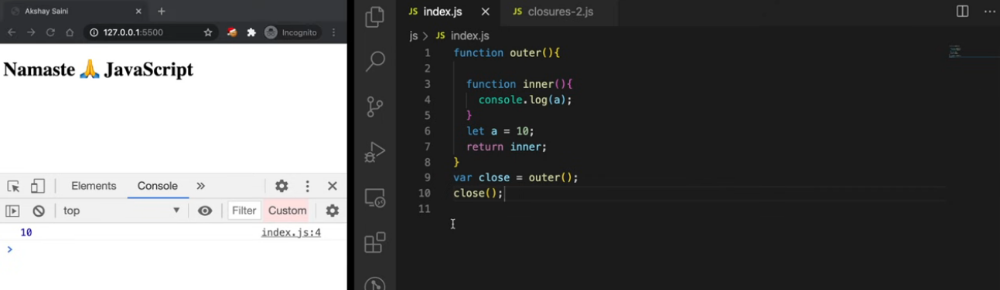 Akshay Saini
127.0.0.1:5500
Incognito
Namaste 🙏 JavaScript
Elements Console »
top Filter Custom
10 index.js:4
>
JS index.js JS closures-2.js
js > JS index.js
1 function outer(){
2
3 function inner(){
4 console.log(a);
5 }
6 let a = 10;
7 return inner;
8 }
9 var close = outer();
10 close();
11